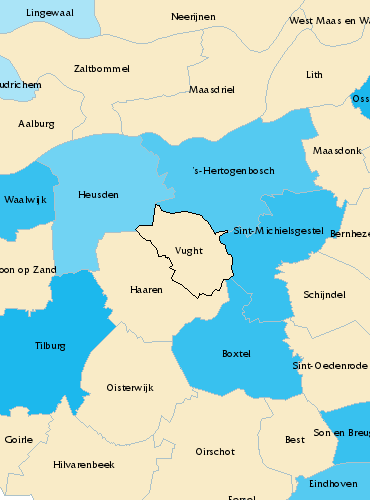 Lingewaal
Neerijnen
West Maas en Wa
Zaltbommel
Lith
udrichem
Maasdriel
Oss
Aalburg
Maasdonk
's-Hertogenbosch
Heusden
Waalwijk
Sint-Michielsgestel
Bernheze
Vught
oon op Zand
Haaren
Schijndel
Tilburg
Boxtel
Sint-Oedenrode
Oisterwijk
Goirle
Son en Breug
Best
Oirschot
Hilvarenbeek
Eindhoven